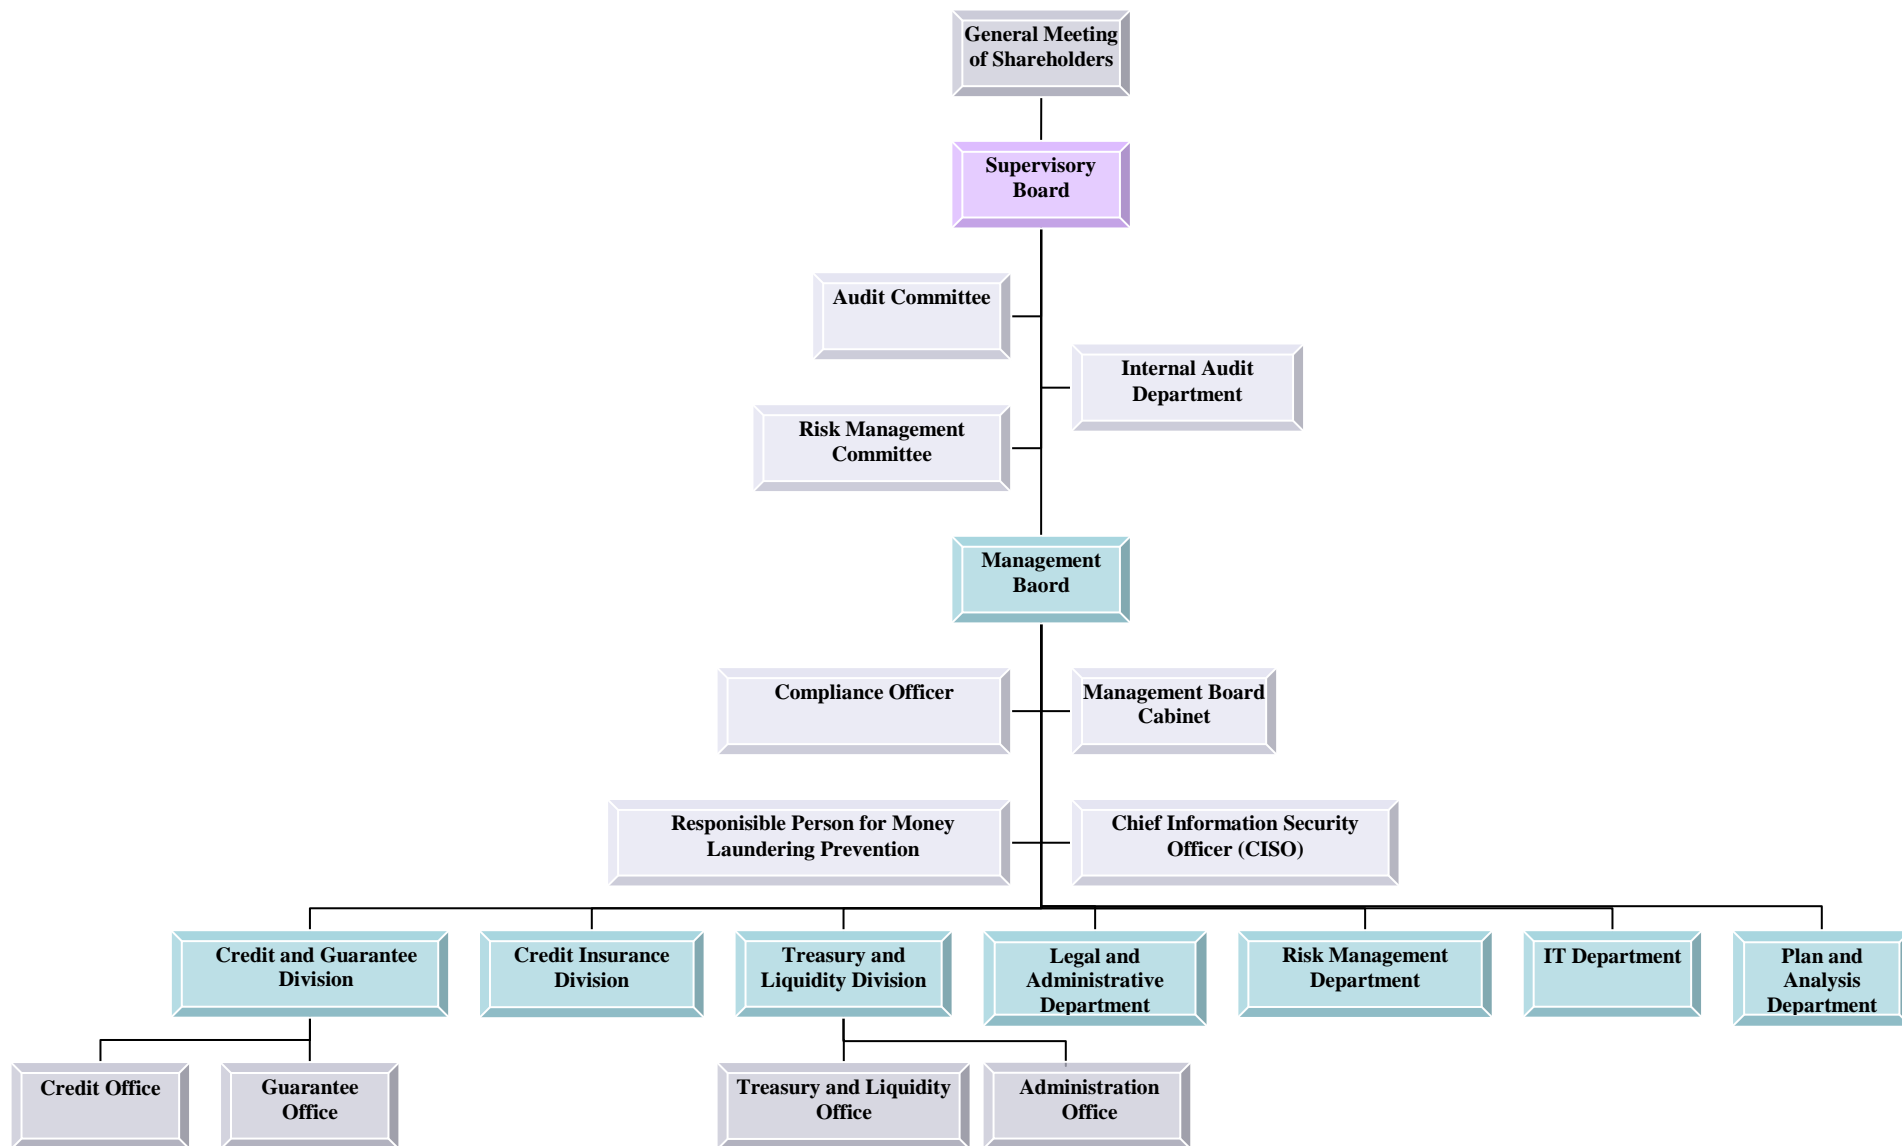 General Meeting
of Shareholders
Supervisory
Board
Audit Committee
Internal Audit
Department
Risk Management
Committee
Management
Baord
Compliance Officer
Management Board
Cabinet
Responisible Person for Money
Laundering Prevention
Chief Information Security
Officer (CISO)
Credit and Guarantee
Division
Credit Insurance
Division
Treasury and
Liquidity Division
Legal and
Administrative
Department
Risk Management
Department
IT Department
Plan and
Analysis
Department
Credit Office
Guarantee
Office
Treasury and Liquidity
Office
Administration
Office